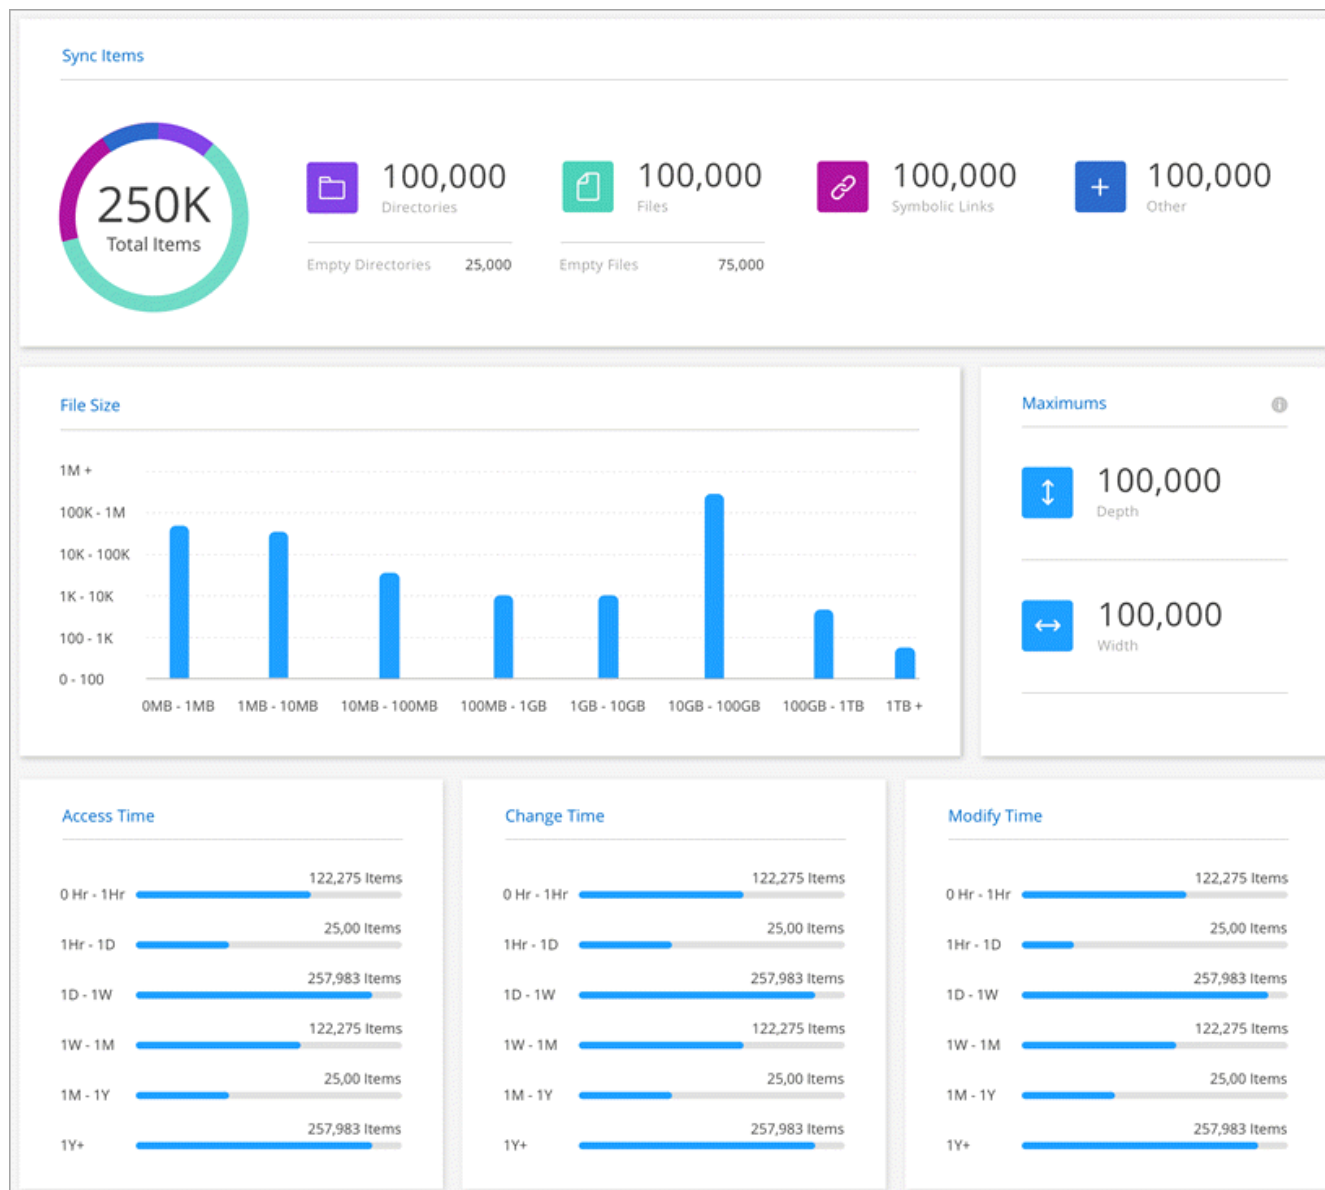 Sync Items
250K
Total Items
100,000
Directories
Empty Directories 25,000
100,000
Files
Empty Files 75,000
100,000
Symbolic Links
100,000
Other
File Size
1M +
100K - 1M
10K - 100K
1K - 10K
100 - 1K
0 - 100
0MB - 1MB 1MB - 10MB 10MB - 100MB 100MB - 1GB 1GB - 10GB 10GB - 100GB 100GB - 1TB 1TB +
Maximums
100,000
Depth
100,000
Width
Access Time
122,275 Items
0 Hr - 1Hr
25,00 Items
1Hr - 1D
257,983 Items
1D - 1W
122,275 Items
1W - 1M
25,00 Items
1M - 1Y
257,983 Items
1Y+
Change Time
122,275 Items
0 Hr - 1Hr
25,00 Items
1Hr - 1D
257,983 Items
1D - 1W
122,275 Items
1W - 1M
25,00 Items
1M - 1Y
257,983 Items
1Y+
Modify Time
122,275 Items
0 Hr - 1Hr
25,00 Items
1Hr - 1D
257,983 Items
1D - 1W
122,275 Items
1W - 1M
25,00 Items
1M - 1Y
257,983 Items
1Y+